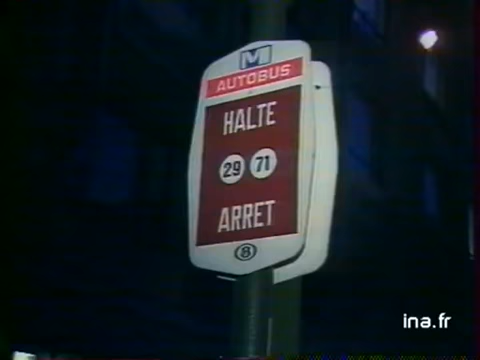 M
AUTOBUS
HALTE
29 71
ARRET
8
ina.fr